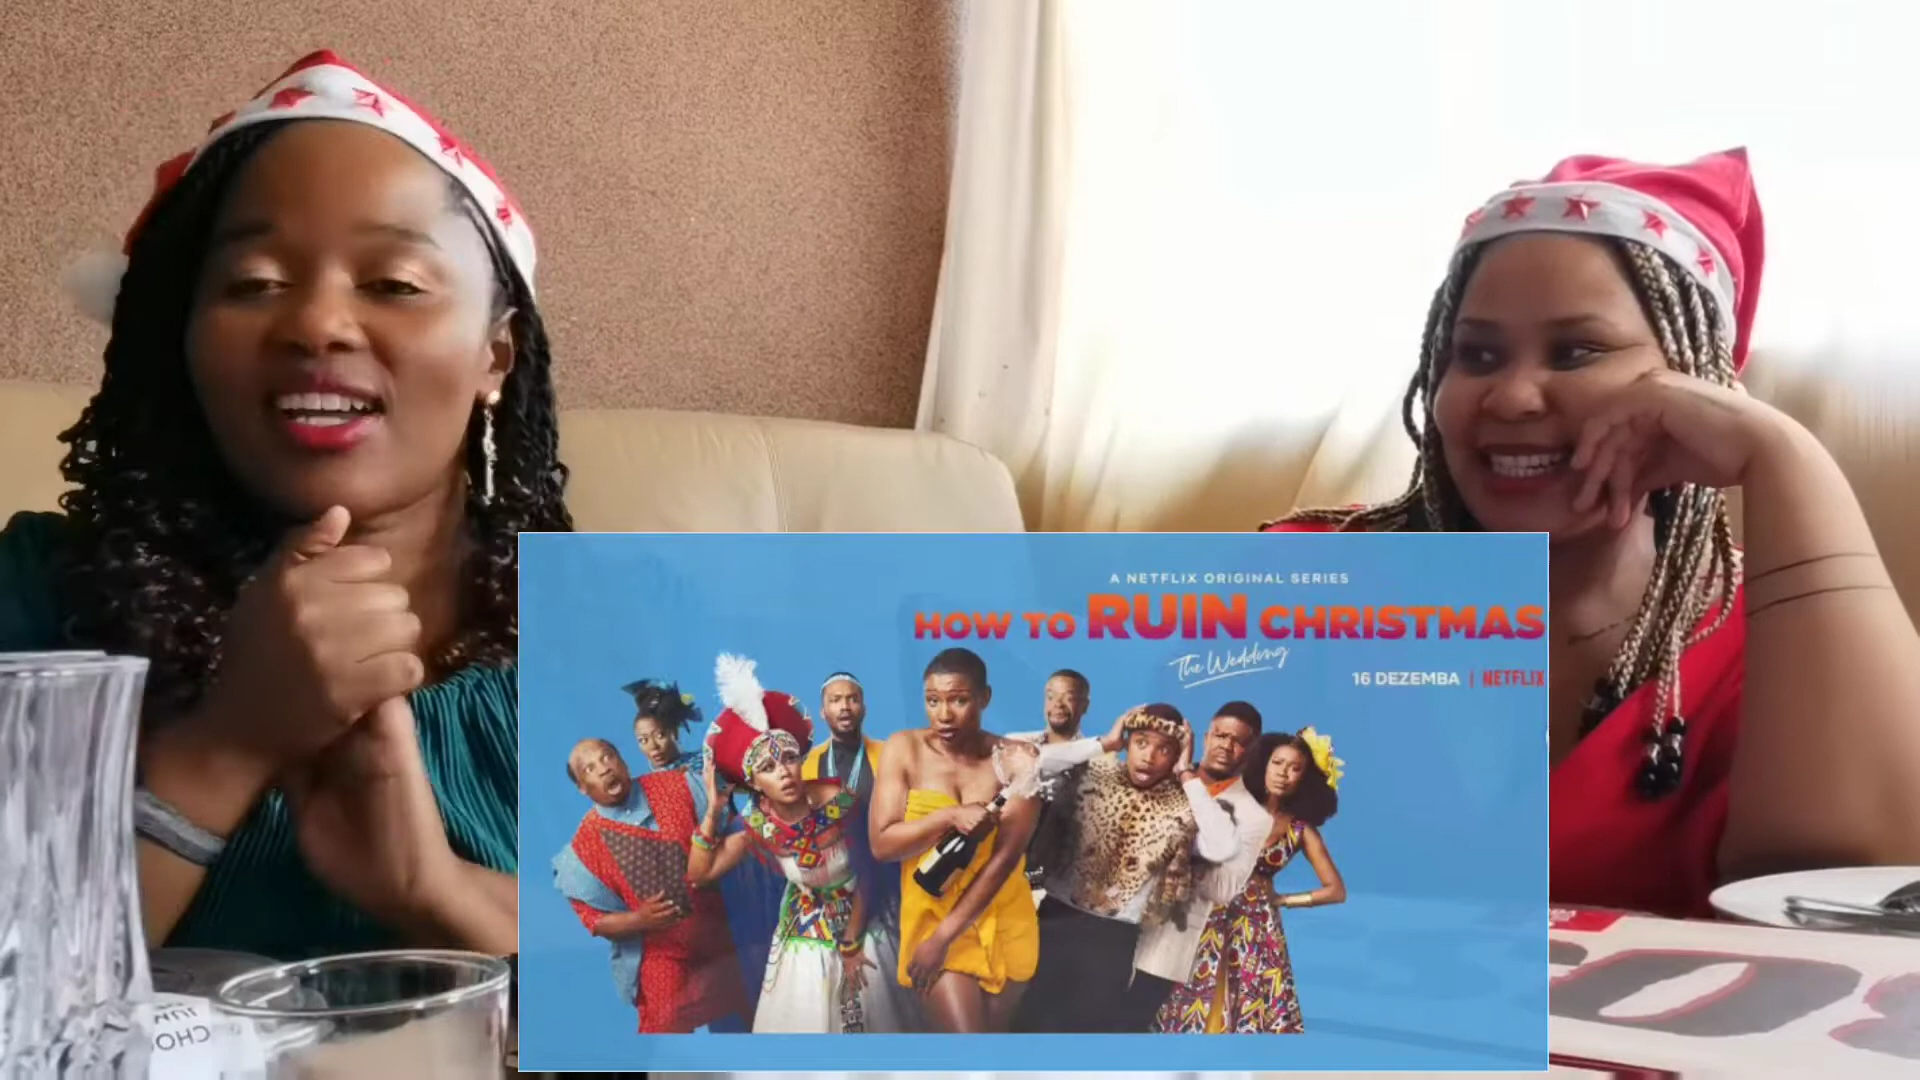 A NETFLIX ORIGINAL SERIES
HOW TO RUIN CHRISTMAS
The Wedding
16 DEZEMBA | NETFLIX